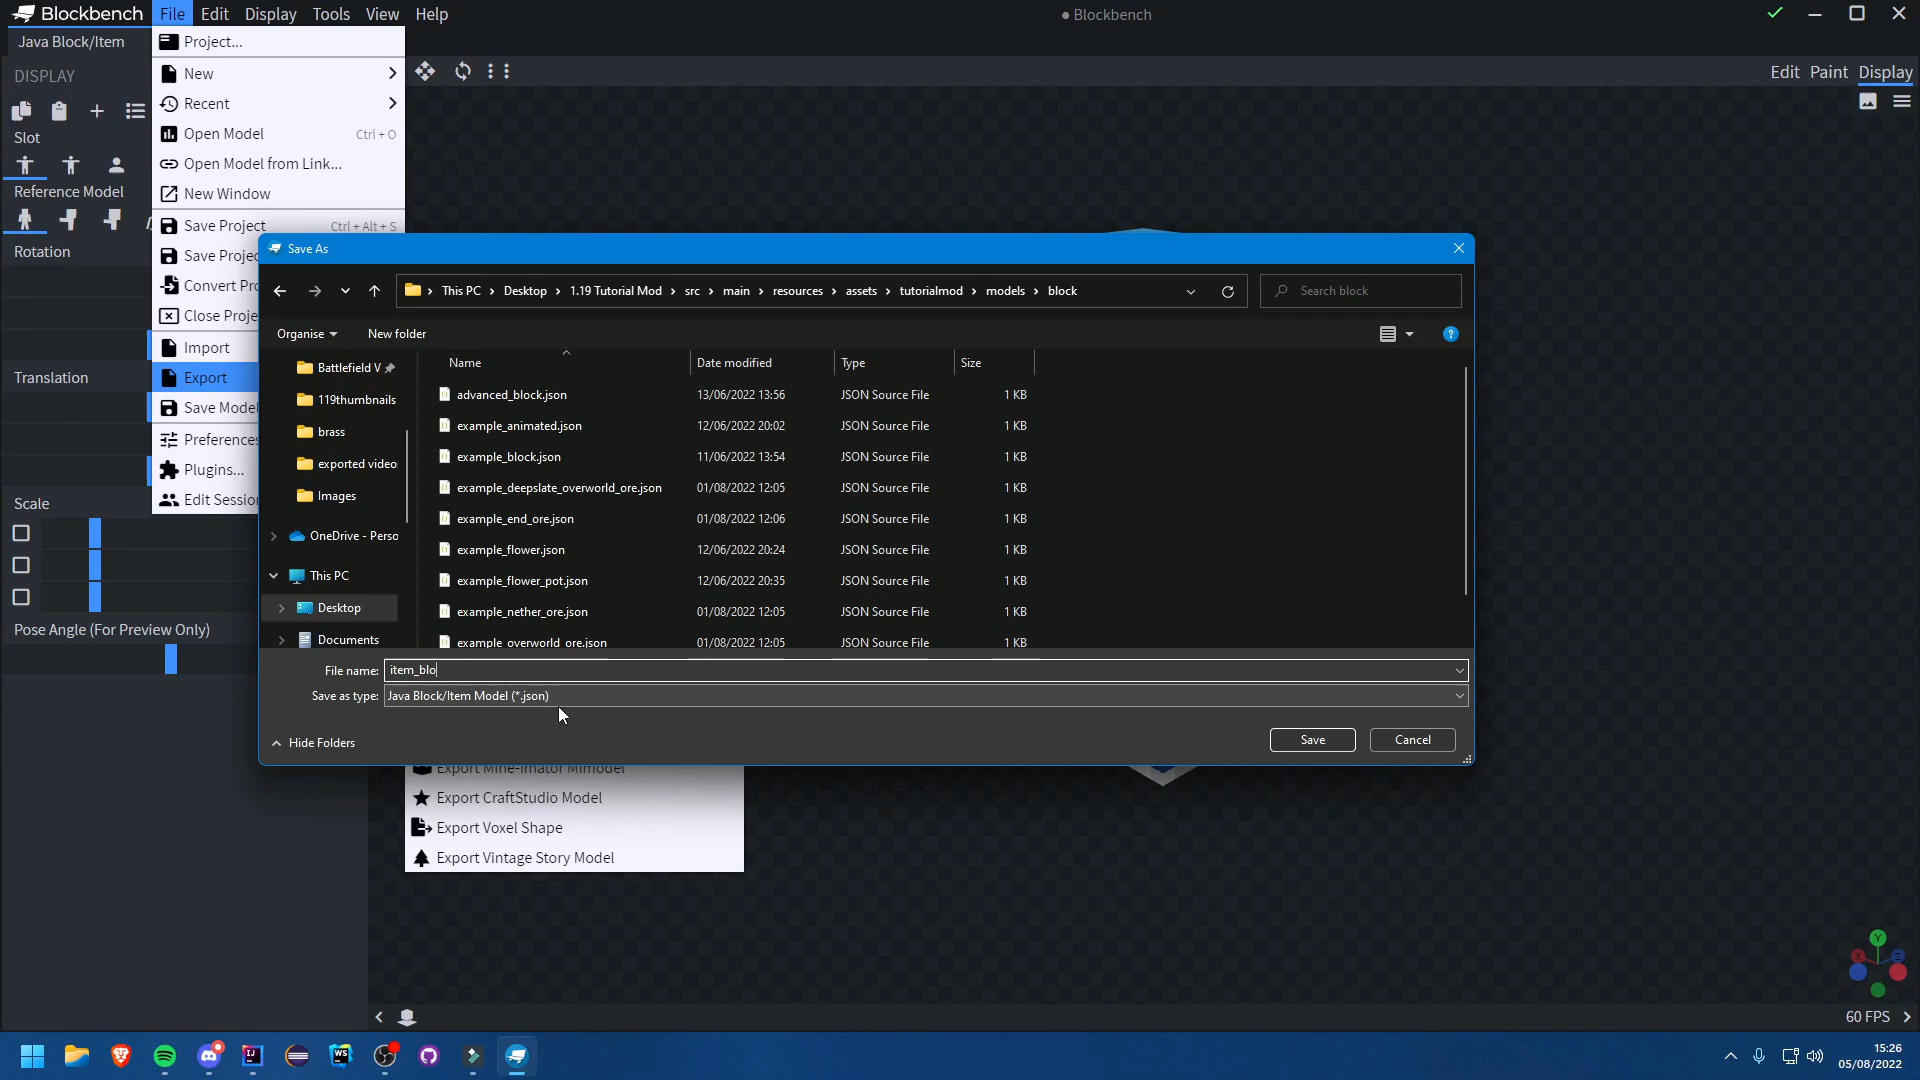 Blockbench File Edit Display Tools View Help
● Blockbench
Java Block/Item
Project...
DISPLAY
New
Recent
Open Model Ctrl + O
Open Model from Link...
New Window
Save Project Ctrl + Alt + S
Save Projec
Convert Pro
Close Proje
Import
Export
Save Model
Preferences
Plugins...
Edit Sessio
Edit Paint Display
Slot
Reference Model
Rotation
Translation
Scale
Pose Angle (For Preview Only)
Save As
This PC > Desktop > 1.19 Tutorial Mod > src > main > resources > assets > tutorialmod > models > block
Search block
Organise New folder
Battlefield V
119thumbnails
brass
exported video
Images
OneDrive - Perso
This PC
Desktop
Documents
Name Date modified Type Size
advanced_block.json 13/06/2022 13:56 JSON Source File 1 KB
example_animated.json 12/06/2022 20:02 JSON Source File 1 KB
example_block.json 11/06/2022 13:54 JSON Source File 1 KB
example_deepslate_overworld_ore.json 01/08/2022 12:05 JSON Source File 1 KB
example_end_ore.json 01/08/2022 12:06 JSON Source File 1 KB
example_flower.json 12/06/2022 20:24 JSON Source File 1 KB
example_flower_pot.json 12/06/2022 20:35 JSON Source File 1 KB
example_nether_ore.json 01/08/2022 12:05 JSON Source File 1 KB
example_overworld_ore.json 01/08/2022 12:05 JSON Source File 1 KB
File name: item_blo
Save as type: Java Block/Item Model (*.json)
Hide Folders
Save Cancel
Export Mine-imator Mimodel
Export CraftStudio Model
Export Voxel Shape
Export Vintage Story Model
Y
X
Z
60 FPS
IJ
WS
15:26
05/08/2022